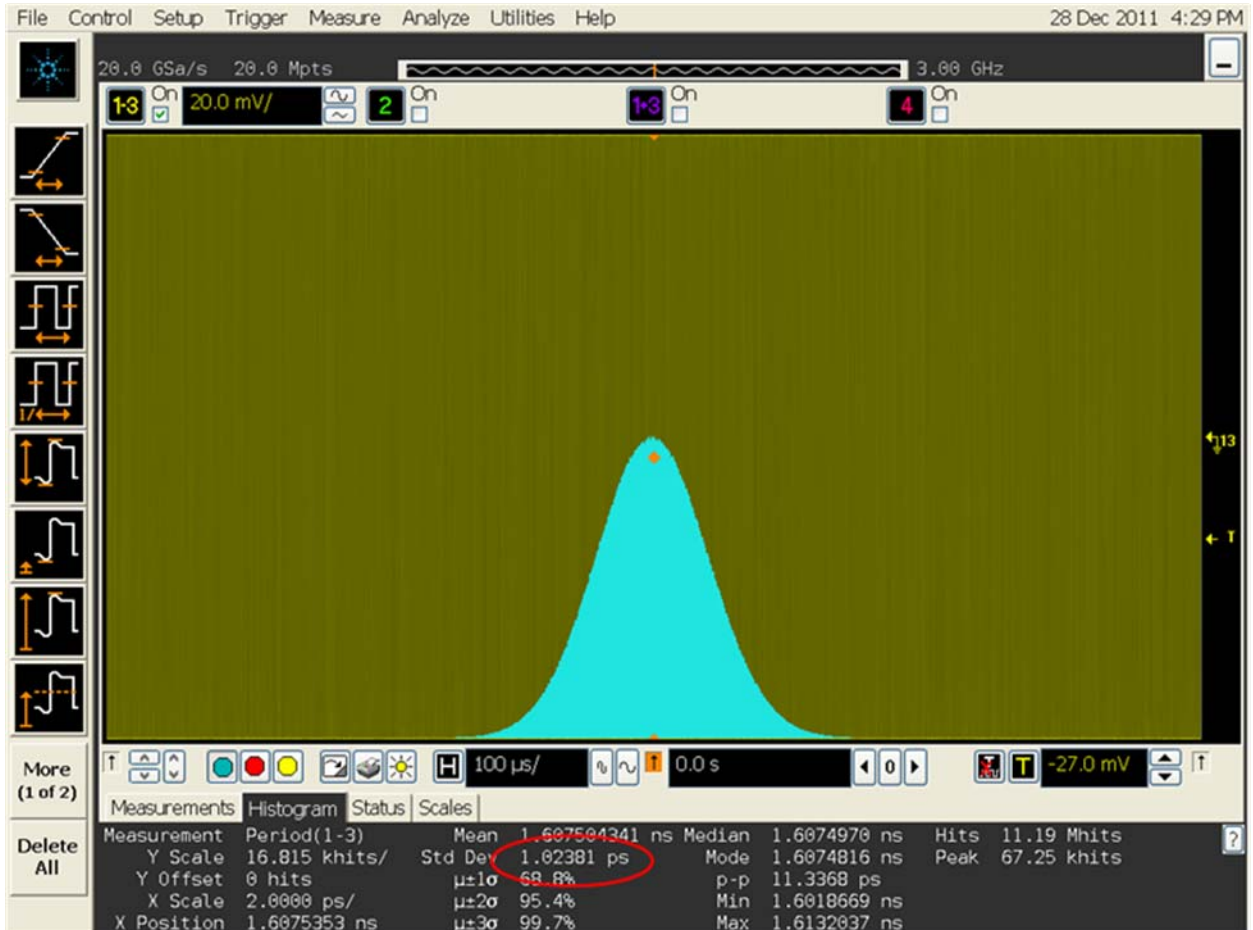 File Control Setup Trigger Measure Analyze Utilities Help 28 Dec 2011 4:29 PM
20.0 GSa/s 20.0 Mpts 3.00 GHz
1-3 On 20.0 mV/ 2 On 1+3 On 4 On
1/
13
T
More
(1 of 2)
Delete
All
H 100 µs/ 0.0 s 0 T -27.0 mV
Measurements Histogram Status Scales
Measurement Period(1-3) Mean 1.607504341 ns Median 1.6074970 ns Hits 11.19 Mhits ?
Y Scale 16.815 khits/ Std Dev 1.02381 ps Mode 1.6074816 ns Peak 67.25 khits
Y Offset 0 hits µ±1σ 68.8% p-p 11.3368 ps
X Scale 2.0000 ps/ µ±2σ 95.4% Min 1.6018669 ns
X Position 1.6075353 ns µ±3σ 99.7% Max 1.6132037 ns